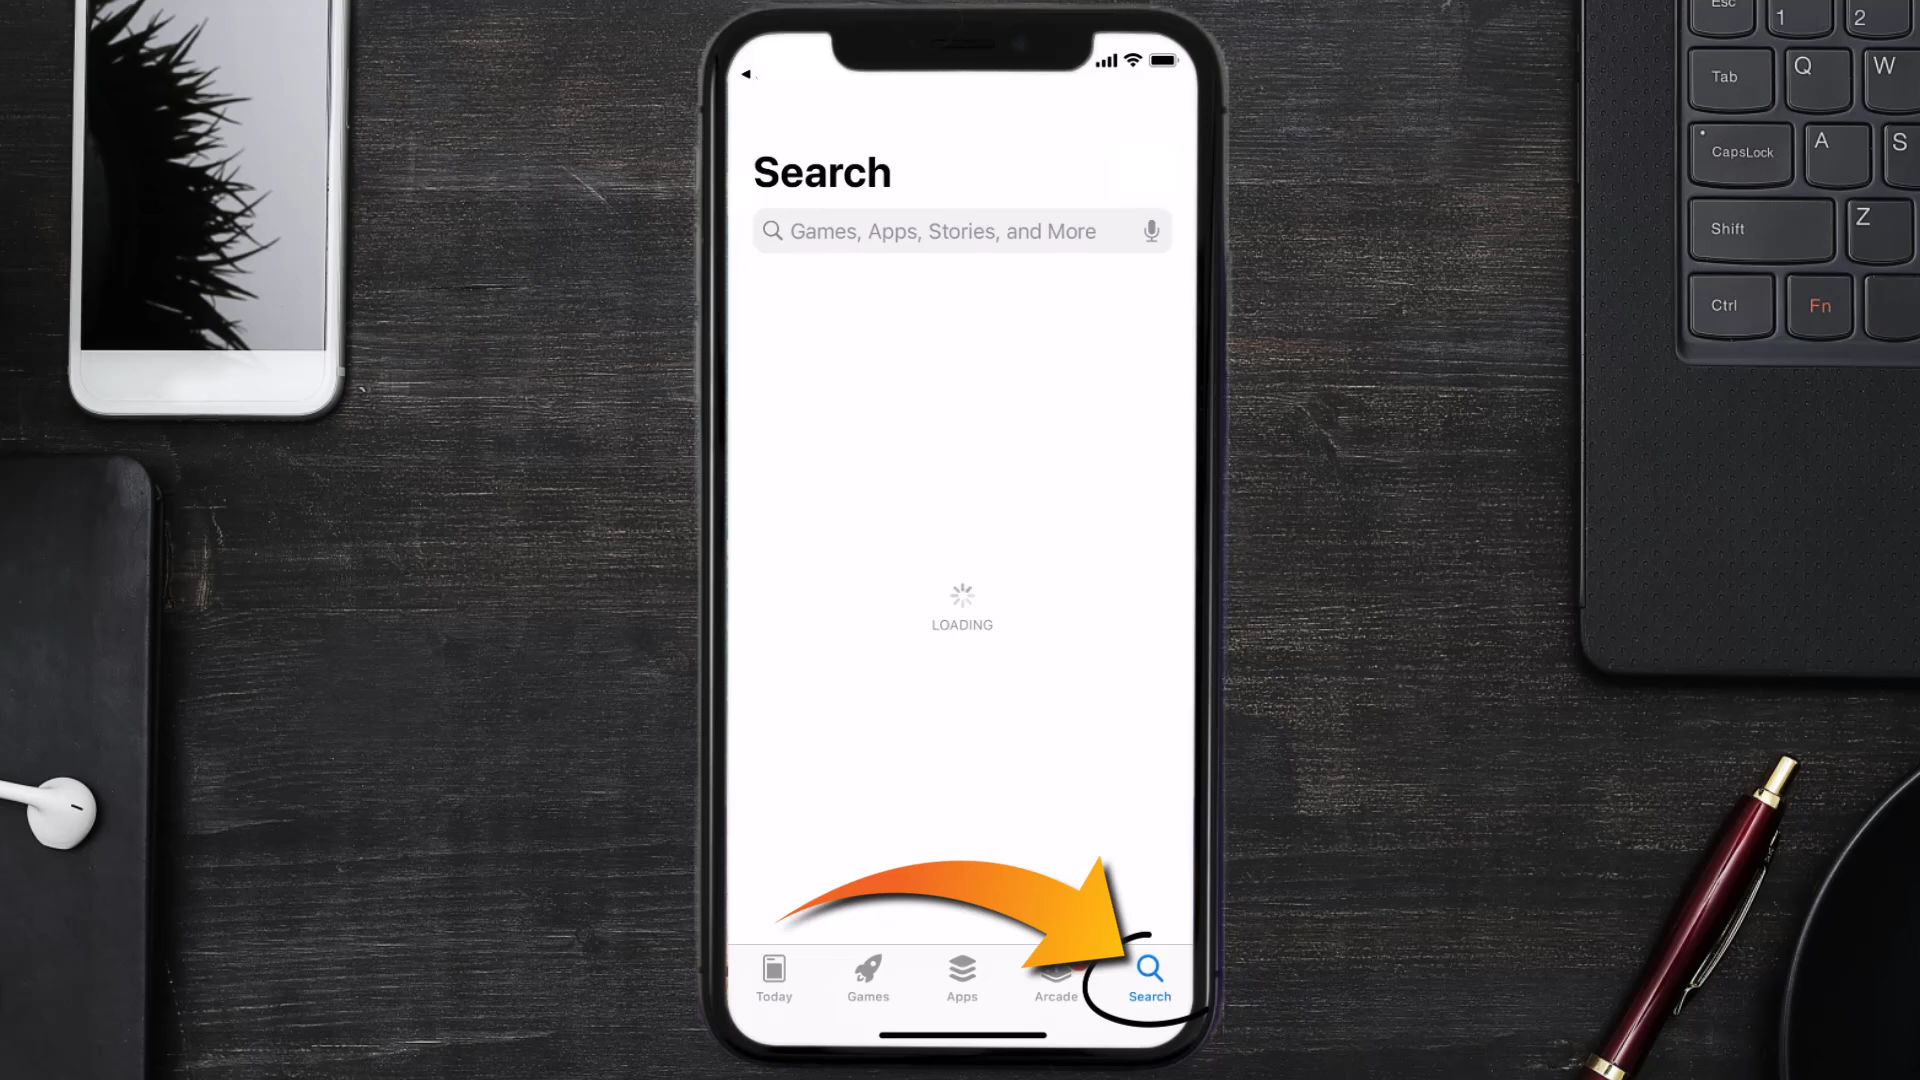 Search
Games, Apps, Stories, and More
LOADING
Today Games Apps Arcade Search
Esc 1 2
Tab Q W
CapsLock A S
Shift Z
Ctrl Fn